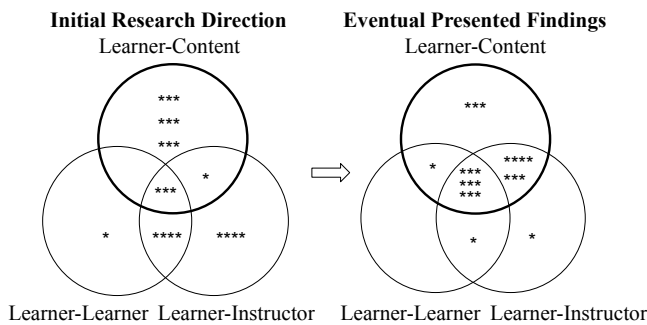 Initial Research Direction
Learner-Content
***
***
***
*
***
*
****
****
Learner-Learner Learner-Instructor
Eventual Presented Findings
Learner-Content
***
*
****
***
***
***
***
*
*
Learner-Learner Learner-Instructor